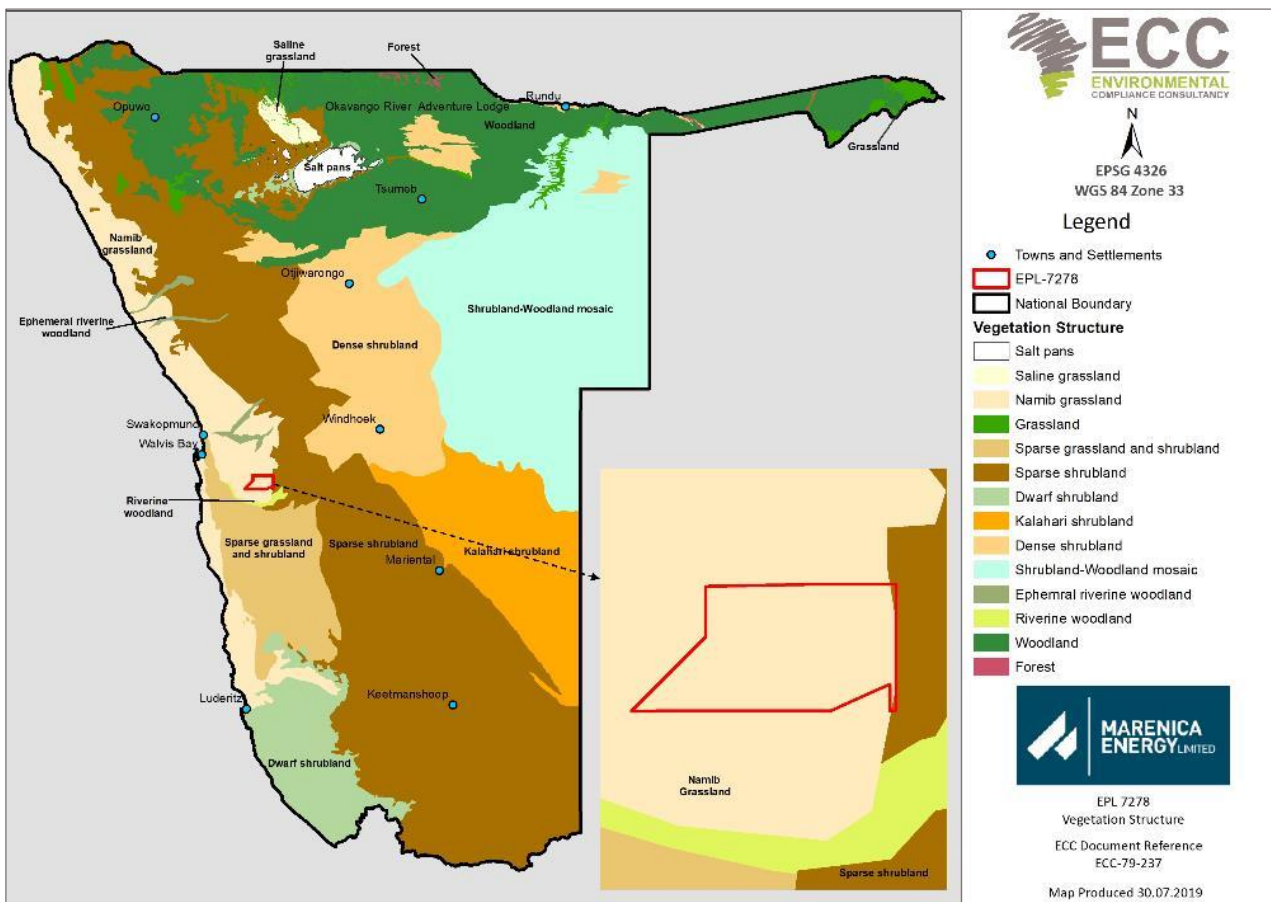 Saline
grassland
Forest
Opuwo
Okavango River Adventure Lodge
Rundu
Woodland
Grassland
Salt pans
Tsumeb
Namib
grassland
Otjiwarongo
Ephemeral riverine
woodland
Shrubland-Woodland mosaic
Dense shrubland
Swakopmund
Windhoek
Walvis Bay
Riverine
woodland
Sparse grassland
and shrubland
Sparse shrubland
Kalahari shrubland
Mariental
Luderitz
Keetmanshoop
Dwarf shrubland
Namib
Grassland
Sparse shrubland
ECC
ENVIRONMENTAL
COMPLIANCE CONSULTANCY
N
EPSG 4326
WGS 84 Zone 33
Legend
Towns and Settlements
EPL-7278
National Boundary
Vegetation Structure
Salt pans
Saline grassland
Namib grassland
Grassland
Sparse grassland and shrubland
Sparse shrubland
Dwarf shrubland
Kalahari shrubland
Dense shrubland
Shrubland-Woodland mosaic
Ephemral riverine woodland
Riverine woodland
Woodland
Forest
MARENICA
ENERGY LIMITED
EPL 7278
Vegetation Structure
ECC Document Reference
ECC-79-237
Map Produced 30.07.2019